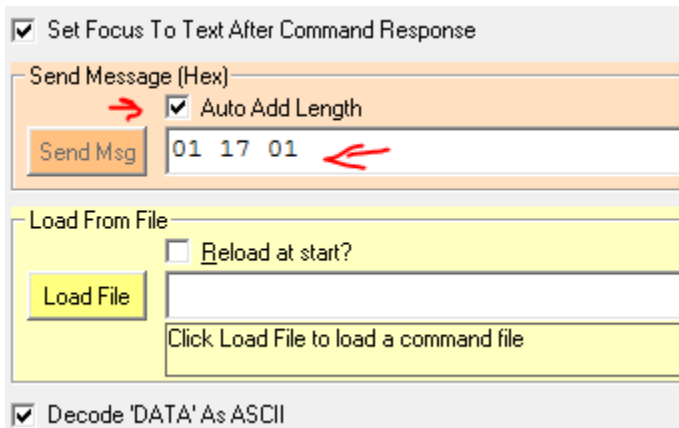 Set Focus To Text After Command Response
Send Message (Hex)
Auto Add Length
Send Msg
01 17 01
Load From File
Reload at start?
Load File
Click Load File to load a command file
Decode 'DATA' As ASCII